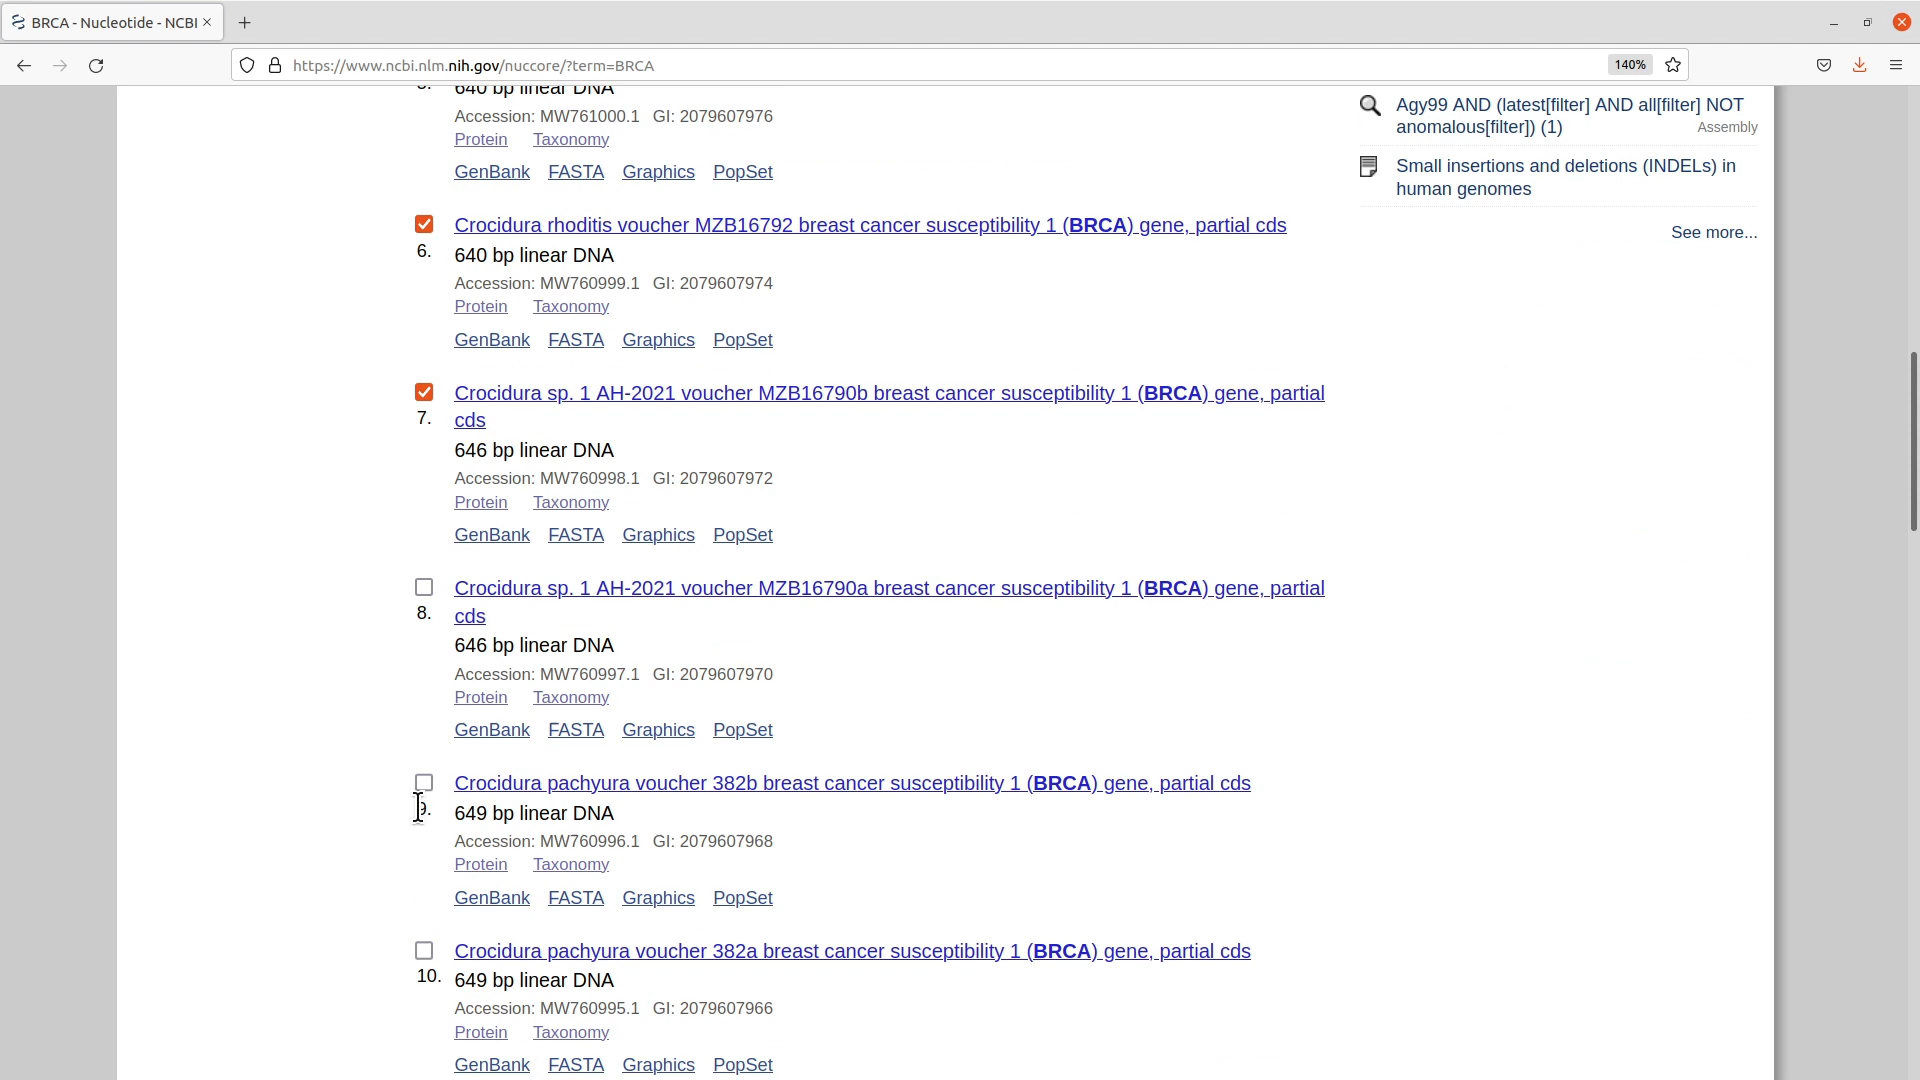 BRCA - Nucleotide - NCBI
https://www.ncbi.nlm.nih.gov/nuccore/?term=BRCA
140%
640 bp linear DNA
Accession: MW761000.1 GI: 2079607976
Protein Taxonomy
GenBank FASTA Graphics PopSet
Crocidura rhoditis voucher MZB16792 breast cancer susceptibility 1 (BRCA) gene, partial cds
6. 640 bp linear DNA
Accession: MW760999.1 GI: 2079607974
Protein Taxonomy
GenBank FASTA Graphics PopSet
Crocidura sp. 1 AH-2021 voucher MZB16790b breast cancer susceptibility 1 (BRCA) gene, partial
7. cds
646 bp linear DNA
Accession: MW760998.1 GI: 2079607972
Protein Taxonomy
GenBank FASTA Graphics PopSet
Crocidura sp. 1 AH-2021 voucher MZB16790a breast cancer susceptibility 1 (BRCA) gene, partial
8. cds
646 bp linear DNA
Accession: MW760997.1 GI: 2079607970
Protein Taxonomy
GenBank FASTA Graphics PopSet
Crocidura pachyura voucher 382b breast cancer susceptibility 1 (BRCA) gene, partial cds
9. 649 bp linear DNA
Accession: MW760996.1 GI: 2079607968
Protein Taxonomy
GenBank FASTA Graphics PopSet
Crocidura pachyura voucher 382a breast cancer susceptibility 1 (BRCA) gene, partial cds
10. 649 bp linear DNA
Accession: MW760995.1 GI: 2079607966
Protein Taxonomy
GenBank FASTA Graphics PopSet
Agy99 AND (latest[filter] AND all[filter] NOT
anomalous[filter]) (1) Assembly
Small insertions and deletions (INDELs) in
human genomes
See more...